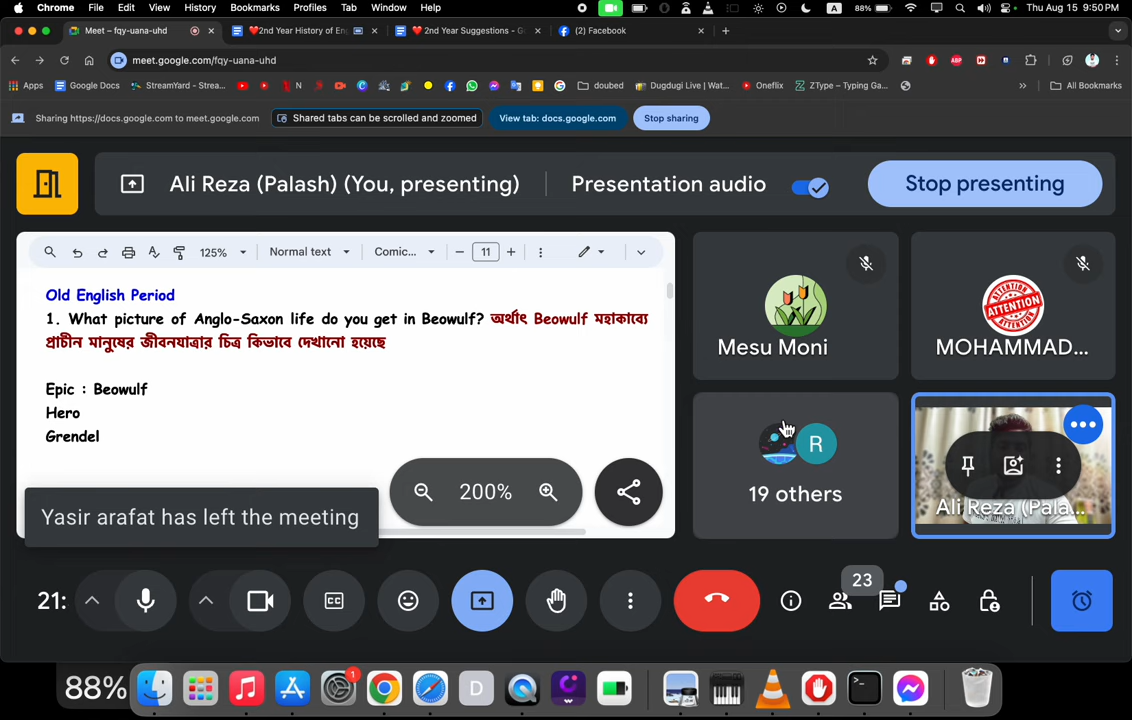 Chrome File Edit View History Bookmarks Profiles Tab Window Help
A 88% Thu Aug 15 9:50 PM
Meet – fqy-uana-uhd
2nd Year History of En
2nd Year Suggestions - G
(1) Facebook
meet.google.com/fqy-uana-uhd
Apps Google Docs StreamYard - Strea... Dugdugi Live | Wat... Oneflix ZType – Typing Ga... All Bookmarks
doubed
Sharing https://docs.google.com to meet.google.com
Shared tabs can be scrolled and zoomed
View tab: docs.google.com
Stop sharing
Ali Reza (Palash) (You, presenting)
Presentation audio
Stop presenting
125% Normal text Comic... 11
Old English Period
1. What picture of Anglo-Saxon life do you get in Beowulf? অর্থাৎ Beowulf মহাকাব্যে
প্রাচীন মানুষের জীবনযাত্রার চিত্র কিভাবে দেখানো হয়েছে
Epic : Beowulf
Hero
Grendel
200%
Yasir arafat has left the meeting
Mesu Moni
MOHAMMAD...
R
19 others
Ali Reza (Pala...
21:
23
88%
1
D